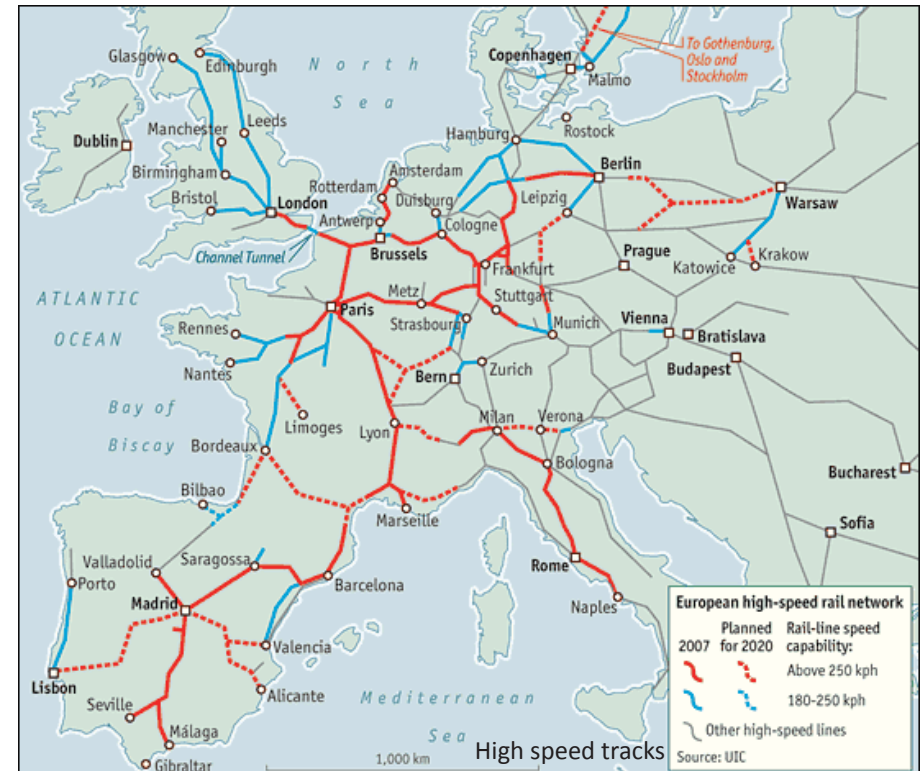 Glasgow
Edinburgh
North
Sea
Copenhagen
To Gothenburg,
Oslo and
Stockholm
Malmo
Dublin
Manchester
Leeds
Hamburg
Rostock
Birmingham
Amsterdam
Berlin
Bristol
London
Rotterdam
Duisburg
Leipzig
Warsaw
Antwerp
Cologne
Channel Tunnel
Brussels
Frankfurt
Prague
Katowice
Krakow
ATLANTIC
OCEAN
Metz
Stuttgart
Paris
Strasbourg
Munich
Vienna
Bratislava
Rennes
Nantes
Bern
Zurich
Budapest
Bay of
Biscay
Limoges
Lyon
Milan
Verona
Bordeaux
Bologna
Bucharest
Bilbao
Marseille
Sofia
Valladolid
Saragossa
Porto
Barcelona
Rome
Madrid
Naples
Valencia
Lisbon
Alicante
Seville
Málaga
Gibraltar
Mediterranean
Sea
High speed tracks
1,000 km
European high-speed rail network
2007
Planned
for 2020
Rail-line speed
capability:
Above 250 kph
180-250 kph
Other high-speed lines
Source: UIC